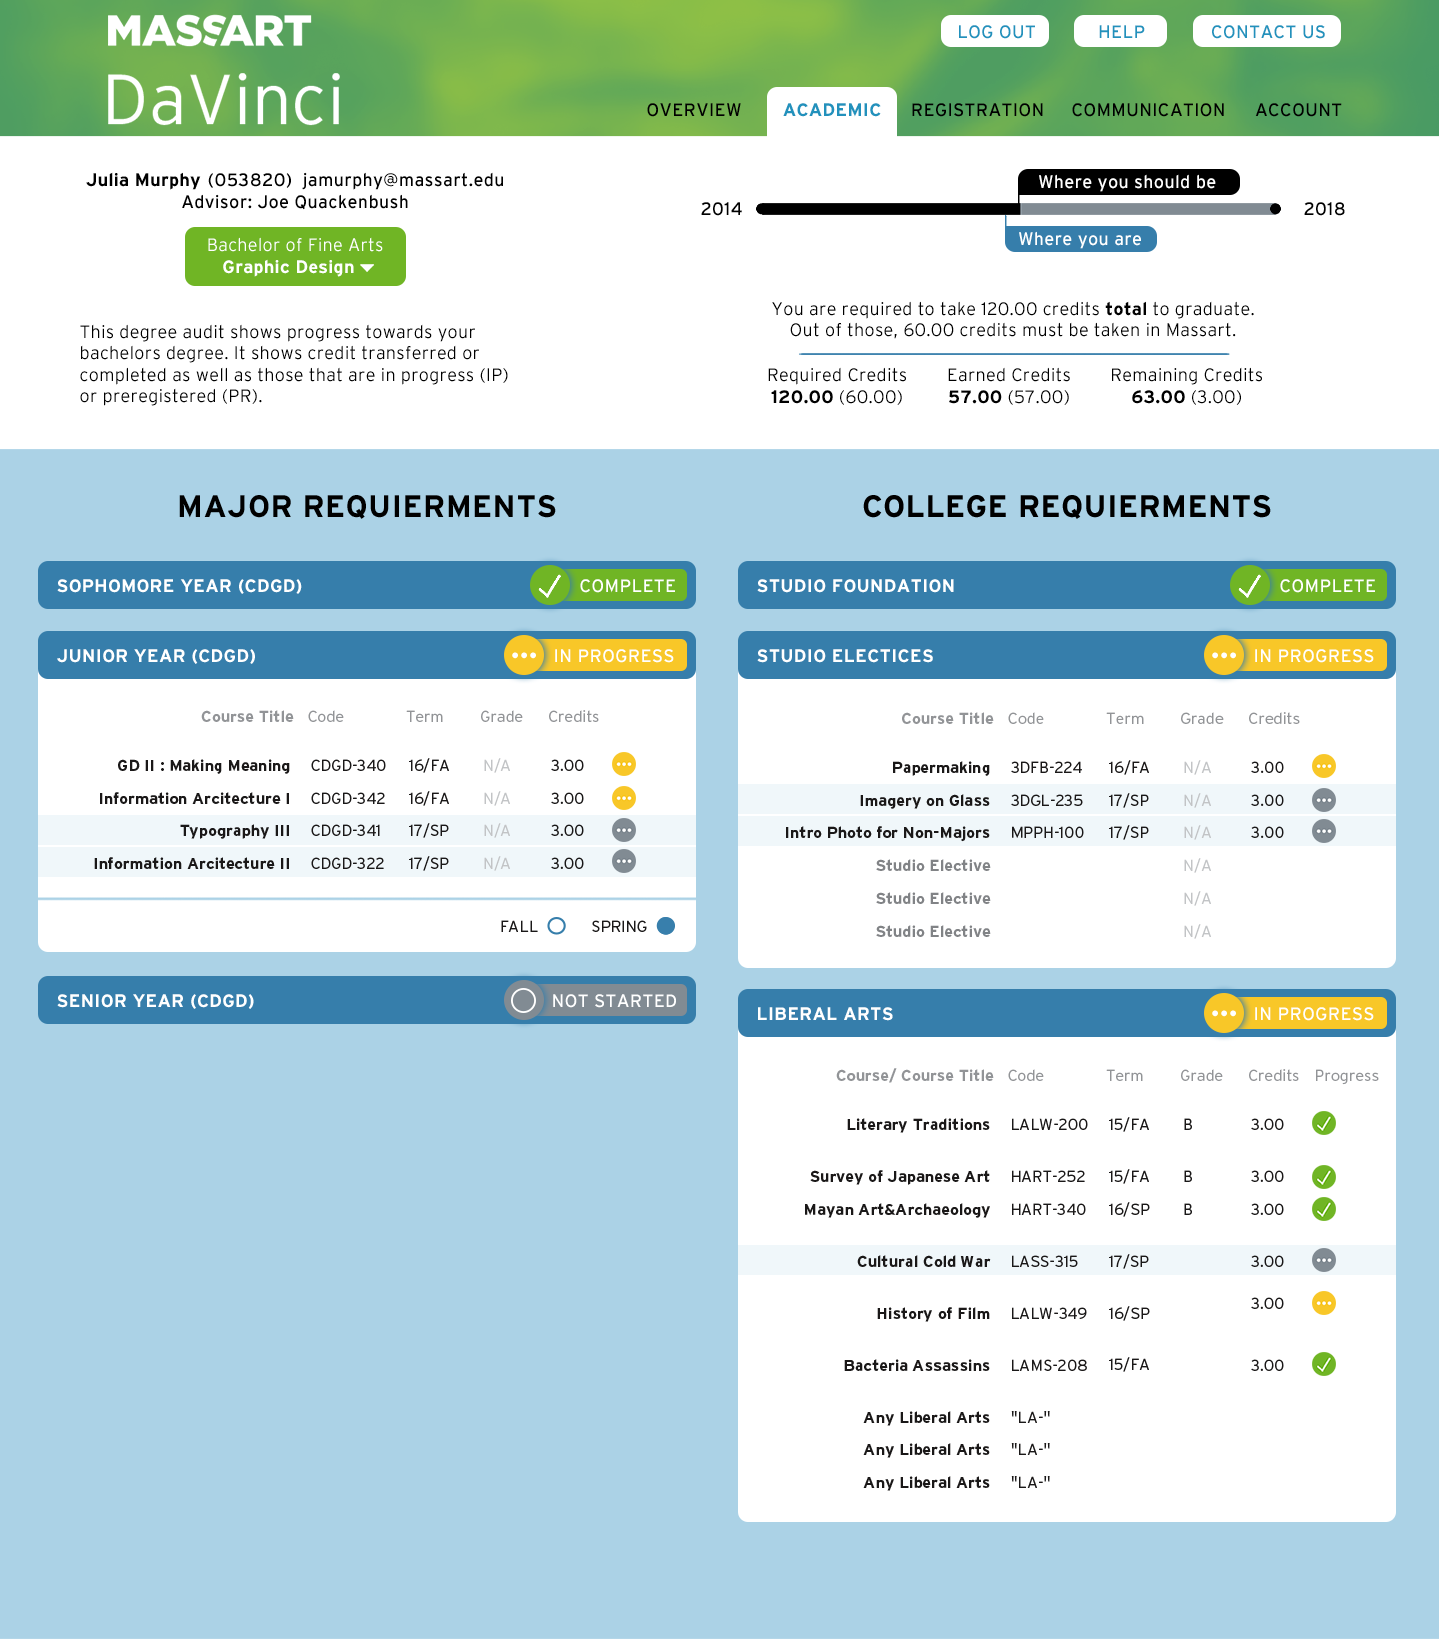 MASSART
DaVinci
LOG OUT HELP CONTACT US
OVERVIEW ACADEMIC REGISTRATION COMMUNICATION ACCOUNT
Julia Murphy (053820) jamurphy@massart.edu
Advisor: Joe Quackenbush
Bachelor of Fine Arts
Graphic Design
This degree audit shows progress towards your
bachelors degree. It shows credit transferred or
completed as well as those that are in progress (IP)
or preregistered (PR).
Where you should be
2014 2018
Where you are
You are required to take 120.00 credits total to graduate.
Out of those, 60.00 credits must be taken in Massart.
Required Credits Earned Credits Remaining Credits
120.00 (60.00) 57.00 (57.00) 63.00 (3.00)
MAJOR REQUIERMENTS
SOPHOMORE YEAR (CDGD) COMPLETE
JUNIOR YEAR (CDGD) IN PROGRESS
Course Title Code Term Grade Credits
GD II : Making Meaning CDGD-340 16/FA N/A 3.00
Information Arcitecture I CDGD-342 16/FA N/A 3.00
Typography III CDGD-341 17/SP N/A 3.00
Information Arcitecture II CDGD-322 17/SP N/A 3.00
FALL SPRING
SENIOR YEAR (CDGD) NOT STARTED
COLLEGE REQUIERMENTS
STUDIO FOUNDATION COMPLETE
STUDIO ELECTICES IN PROGRESS
Course Title Code Term Grade Credits
Papermaking 3DFB-224 16/FA N/A 3.00
Imagery on Glass 3DGL-235 17/SP N/A 3.00
Intro Photo for Non-Majors MPPH-100 17/SP N/A 3.00
Studio Elective N/A
Studio Elective N/A
Studio Elective N/A
LIBERAL ARTS IN PROGRESS
Course/ Course Title Code Term Grade Credits Progress
Literary Traditions LALW-200 15/FA B 3.00
Survey of Japanese Art HART-252 15/FA B 3.00
Mayan Art&Archaeology HART-340 16/SP B 3.00
Cultural Cold War LASS-315 17/SP 3.00
History of Film LALW-349 16/SP 3.00
Bacteria Assassins LAMS-208 15/FA 3.00
Any Liberal Arts "LA-"
Any Liberal Arts "LA-"
Any Liberal Arts "LA-"